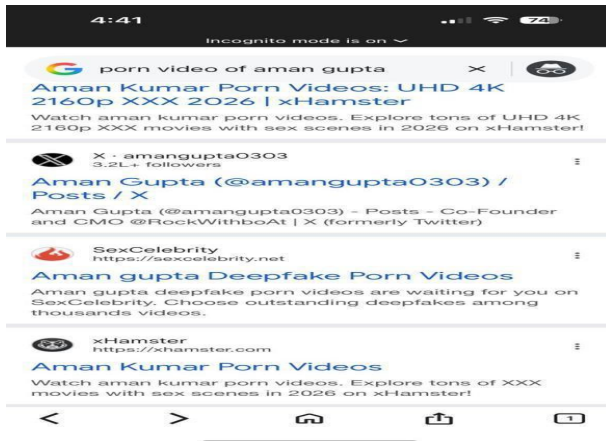 4:41
74
Incognito mode is on
porn video of aman gupta
Aman Kumar Porn Videos: UHD 4K
2160p XXX 2026 | xHamster
Watch aman kumar porn videos. Explore tons of UHD 4K
2160p XXX movies with sex scenes in 2026 on xHamster!
X · amangupta0303
3.2L+ followers
Aman Gupta (@amangupta0303) /
Posts / X
Aman Gupta (@amangupta0303) - Posts - Co-Founder
and CMO @RockWithboAt | X (formerly Twitter)
SexCelebrity
https://sexcelebrity.net
Aman gupta Deepfake Porn Videos
Aman gupta deepfake porn videos are waiting for you on
SexCelebrity. Choose outstanding deepfakes among
thousands videos.
xHamster
https://xhamster.com
Aman Kumar Porn Videos
Watch aman kumar porn videos. Explore tons of XXX
movies with sex scenes in 2026 on xHamster!
1